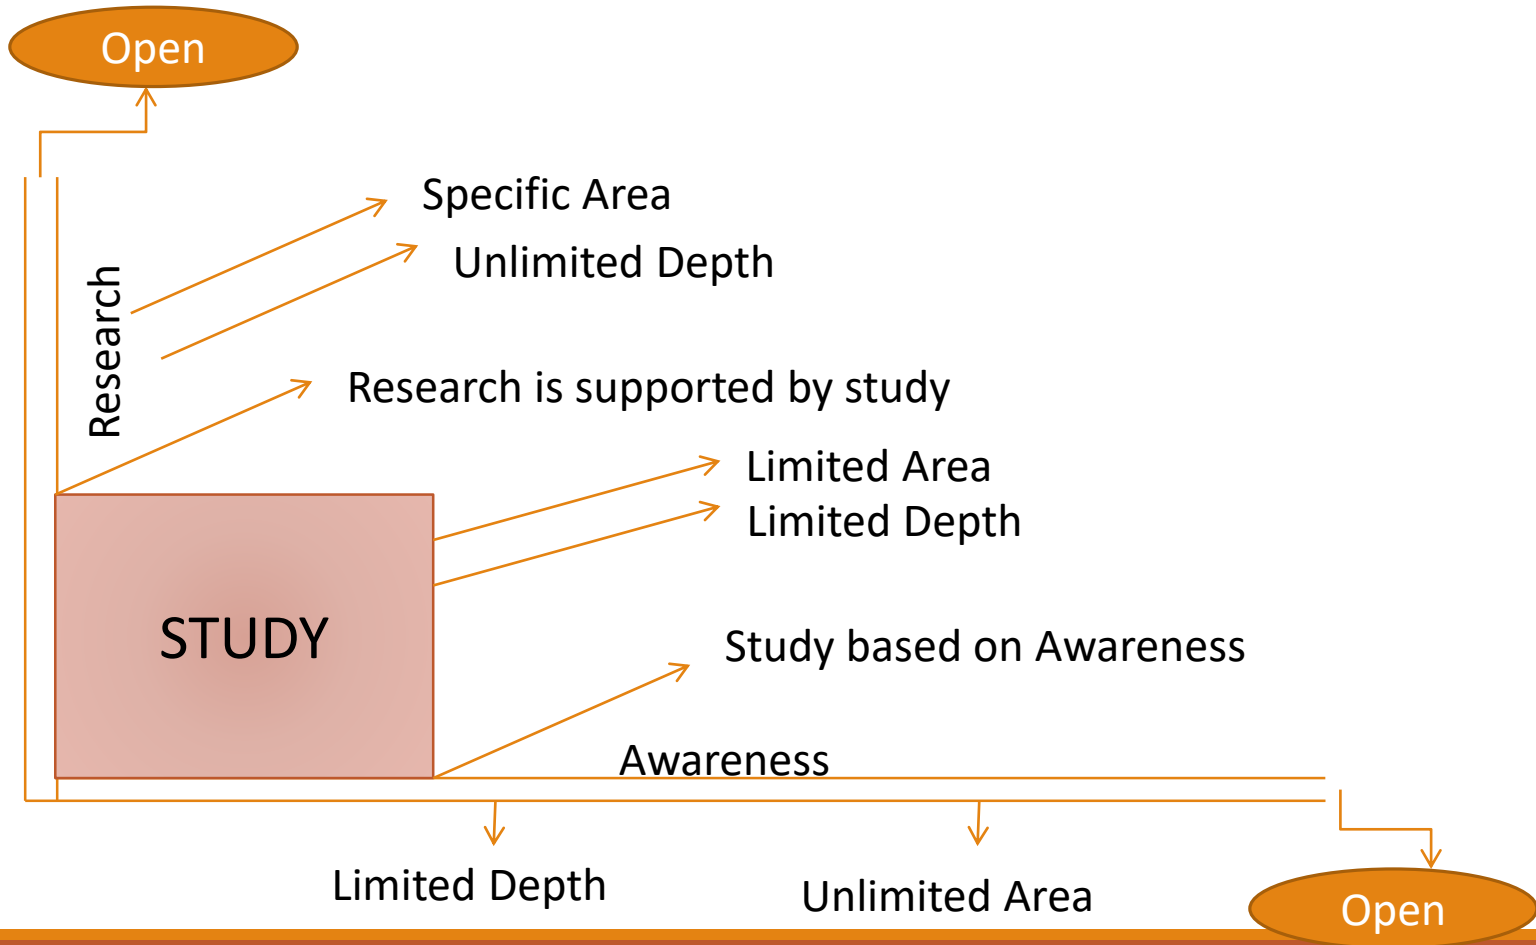 Open
Specific Area
Unlimited Depth
Research
Research is supported by study
Limited Area
Limited Depth
STUDY
Study based on Awareness
Awareness
Limited Depth
Unlimited Area
Open